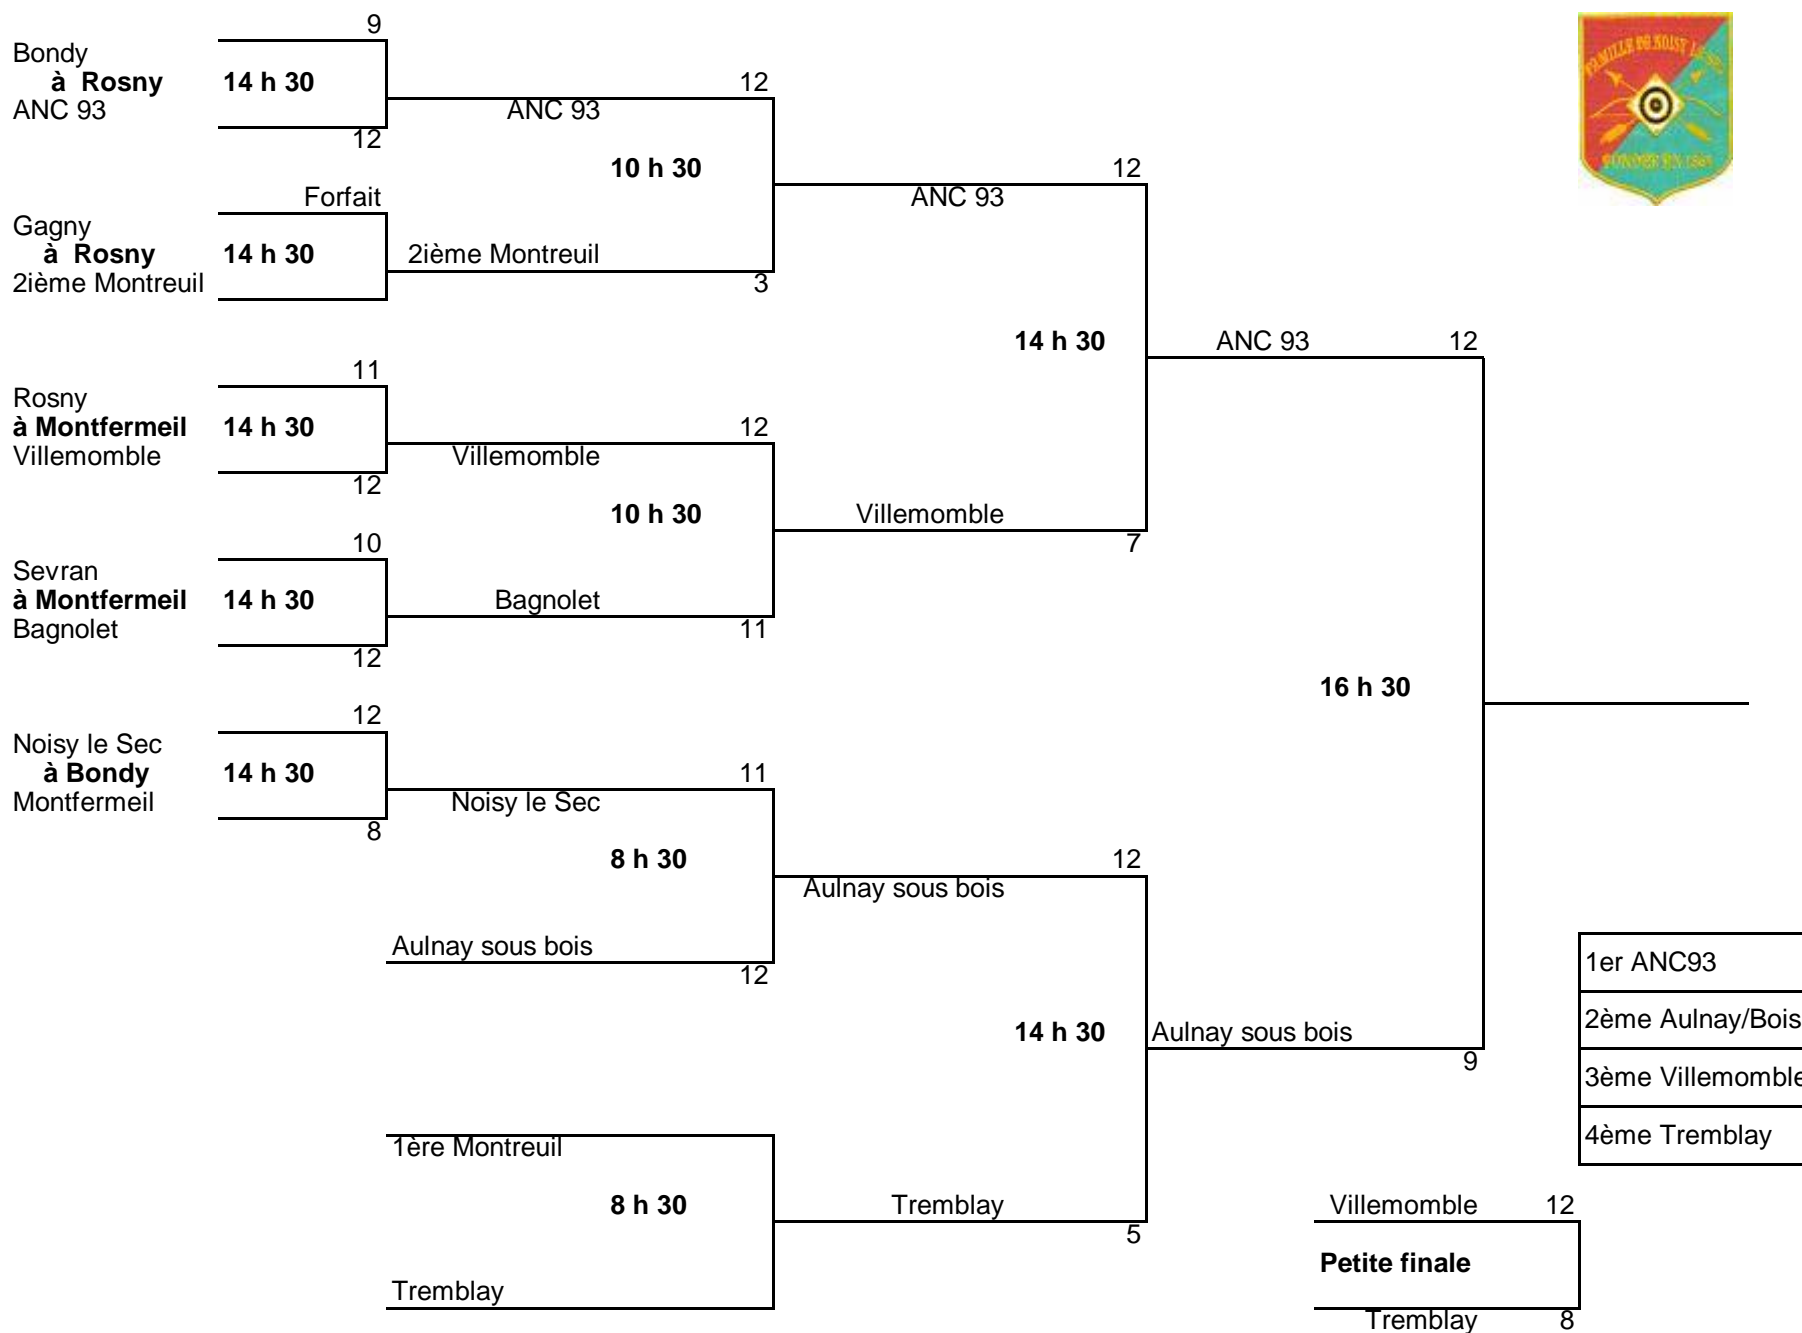 9
Bondy
à Rosny
14 h 30
ANC 93
12
ANC 93
12
10 h 30
Forfait
Gagny
à Rosny
14 h 30
2ième Montreuil
2ième Montreuil
3
ANC 93
12
14 h 30
11
Rosny
à Montfermeil
14 h 30
Villemomble
12
Villemomble
12
10 h 30
10
Sevran
à Montfermeil
14 h 30
Bagnolet
12
Bagnolet
11
Villemomble
7
ANC 93
12
16 h 30
12
Noisy le Sec
à Bondy
14 h 30
Montfermeil
8
Noisy le Sec
11
8 h 30
Aulnay sous bois
12
Aulnay sous bois
12
14 h 30
Aulnay sous bois
9
1ère Montreuil
8 h 30
Tremblay
Tremblay
5
1er ANC93
2ème Aulnay/Bois
3ème Villemomble
4ème Tremblay
Villemomble 12
Petite finale
Tremblay 8
FAMILLE DE NOISY